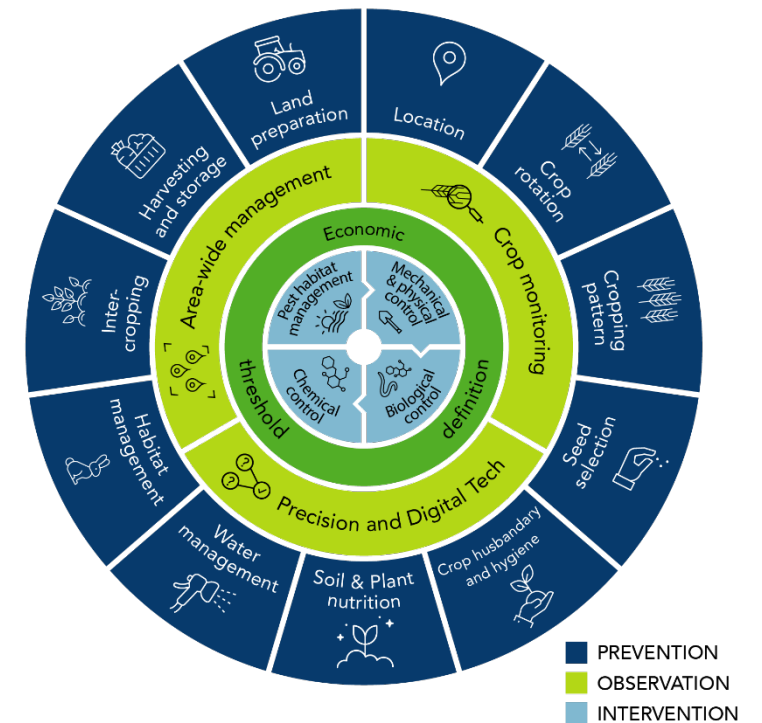 Land
preparation
Location
Crop
rotation
Cropping
pattern
Seed
selection
Crop husbandary
and hygiene
Soil & Plant
nutrition
Water
management
Habitat
management
Inter-
cropping
Harvesting
and storage
Area-wide management
Crop monitoring
Precision and Digital Tech
? ? ✓
Economic
threshold
definition
Pest habitat
management
Mechanical
& physical
control
Biological
control
Chemical
control
PREVENTION
OBSERVATION
INTERVENTION